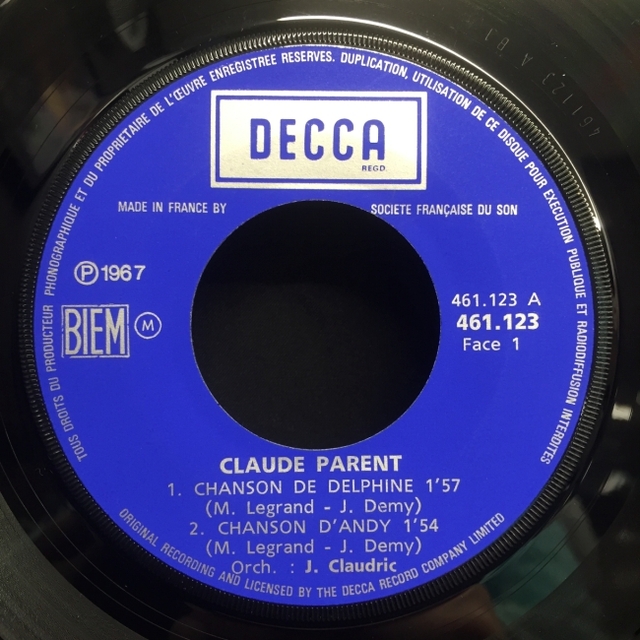 TOUS DROITS DU PRODUCTEUR PHONOGRAPHIQUE ET DU PROPRIETAIRE DE L'ŒUVRE ENREGISTREE RESERVES. DUPLICATION, UTILISATION DE CE DISQUE POUR EXECUTION PUBLIQUE ET RADIODIFFUSION INTERDITES
DECCA
REGD.
MADE IN FRANCE BY SOCIETE FRANÇAISE DU SON
Ⓟ 1967
BIEM Ⓜ
461.123 A
461.123
Face 1
CLAUDE PARENT
1. CHANSON DE DELPHINE 1'57
(M. Legrand - J. Demy)
2. CHANSON D'ANDY 1'54
(M. Legrand - J. Demy)
Orch. : J. Claudric
ORIGINAL RECORDING AND LICENSED BY THE DECCA RECORD COMPANY LIMITED